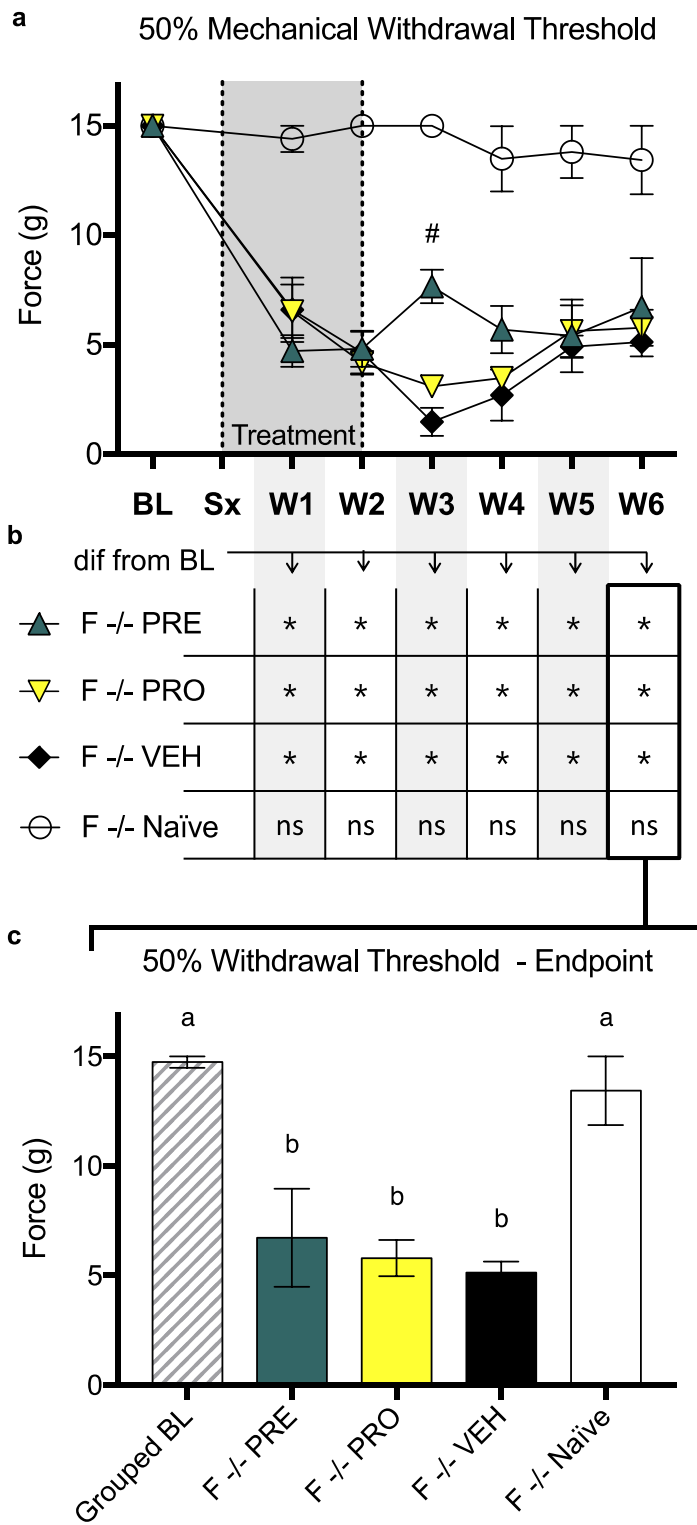 a
50% Mechanical Withdrawal Threshold
Force (g)
15
10
5
0
#
Treatment
BL Sx W1 W2 W3 W4 W5 W6
b
dif from BL
F -/- PRE * * * * * *
F -/- PRO * * * * * *
F -/- VEH * * * * * *
F -/- Naïve ns ns ns ns ns ns
c
50% Withdrawal Threshold - Endpoint
Force (g)
15
10
5
0
a b b b a
Grouped BL
F -/- PRE
F -/- PRO
F -/- VEH
F -/- Naïve